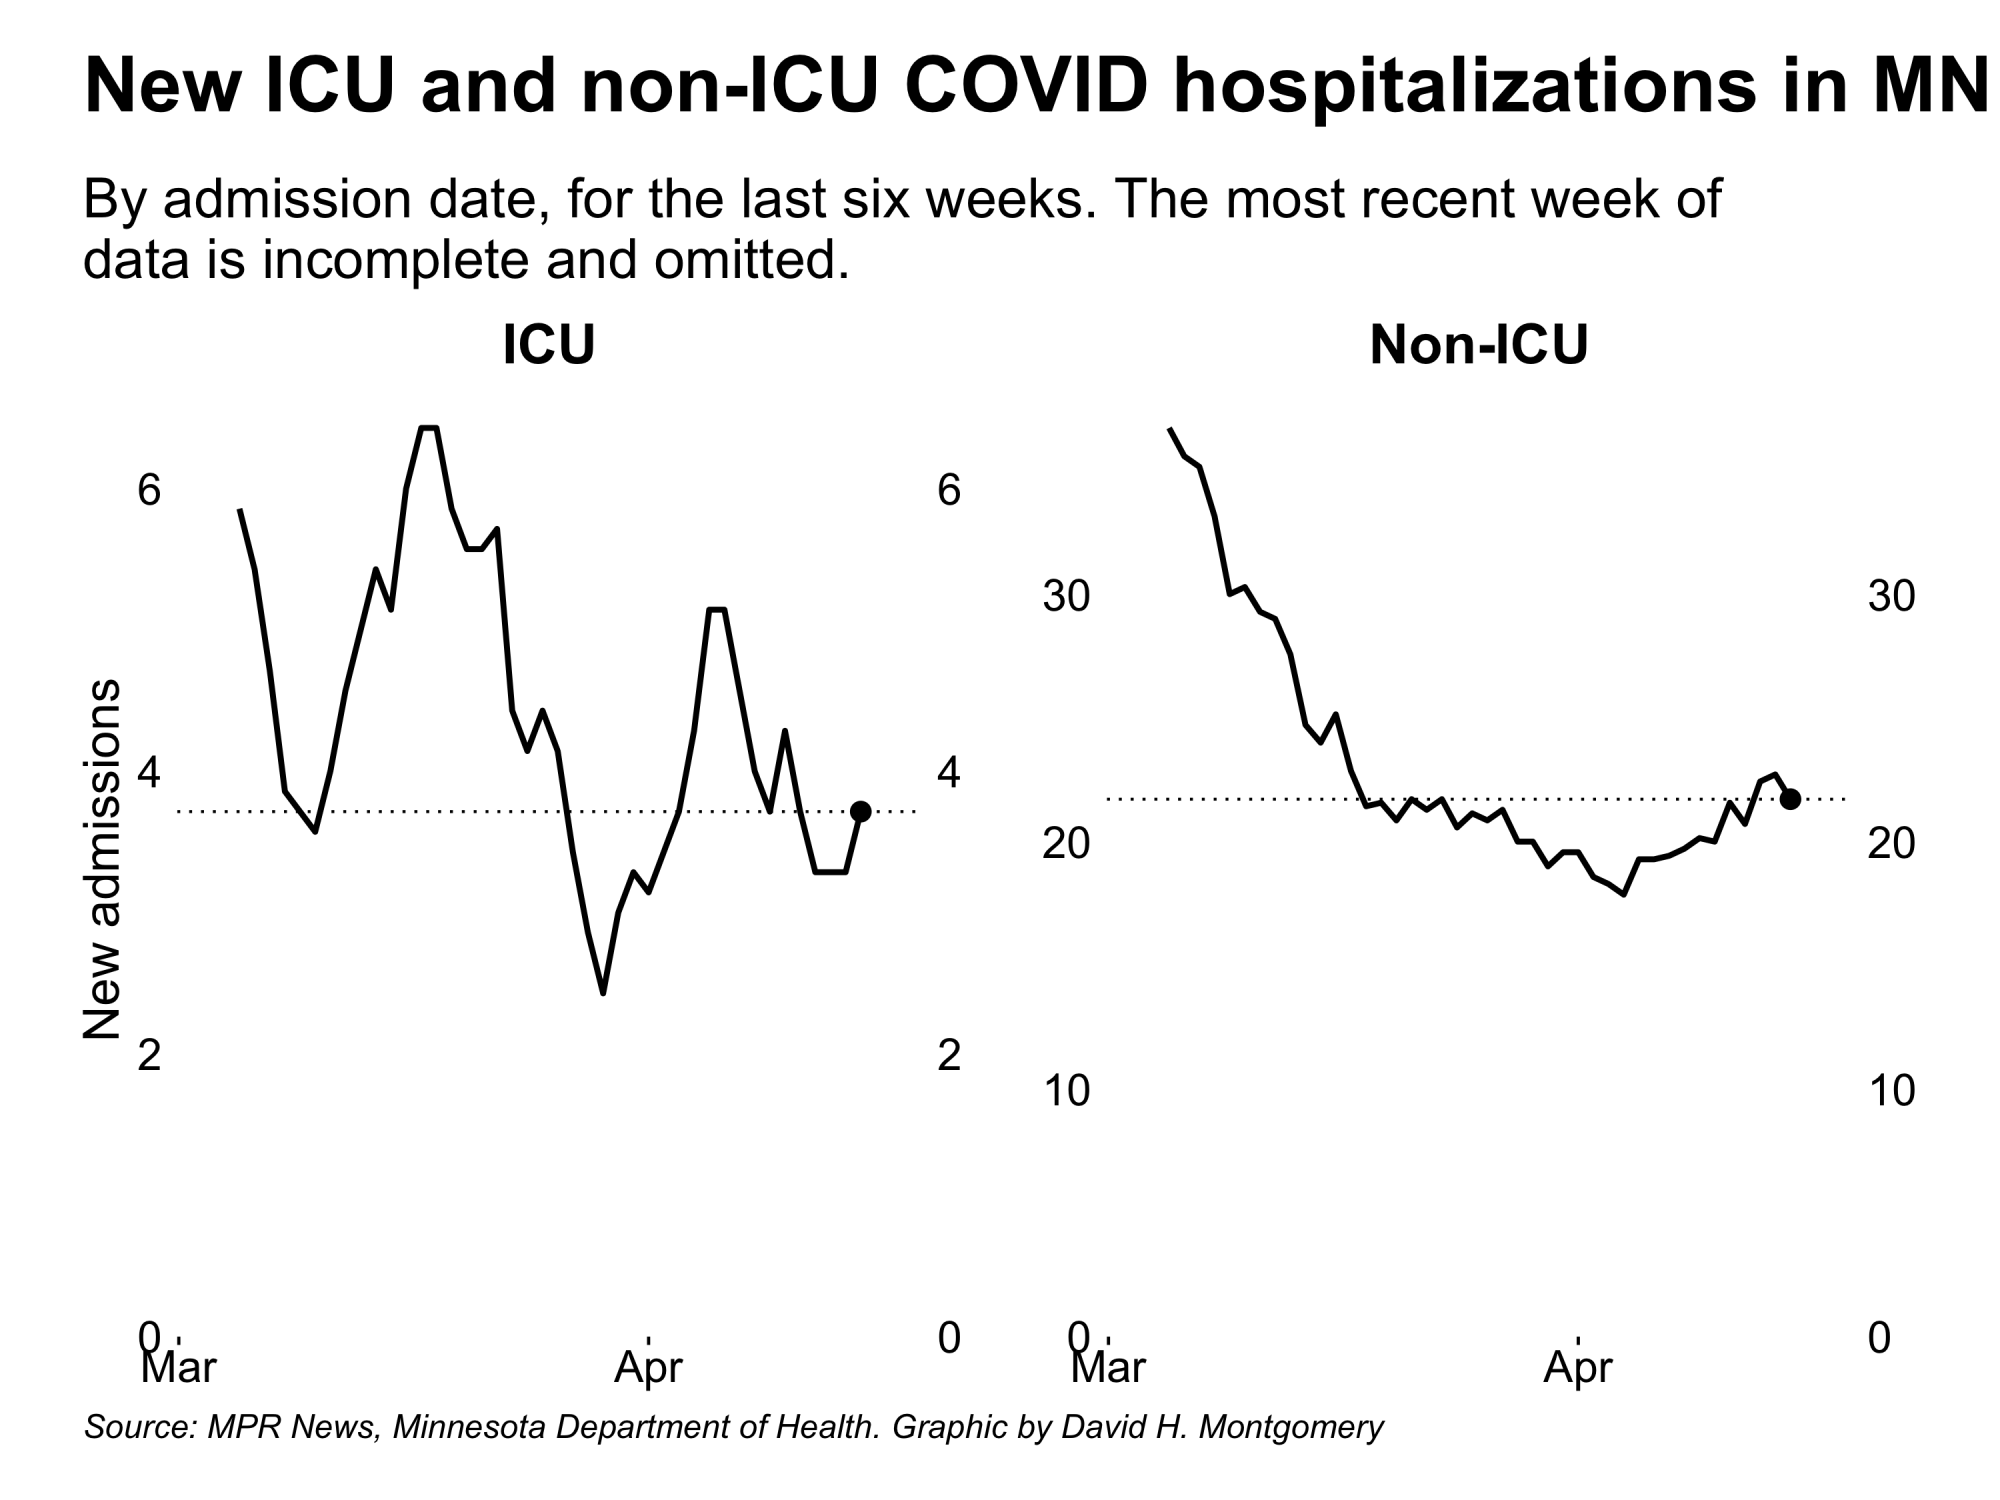 New ICU and non-ICU COVID hospitalizations in MN
By admission date, for the last six weeks. The most recent week of
data is incomplete and omitted.
ICU
Non-ICU
New admissions
6
4
2
0
6
4
2
0
Mar
Apr
30
20
10
0
30
20
10
0
Mar
Apr
Source: MPR News, Minnesota Department of Health. Graphic by David H. Montgomery